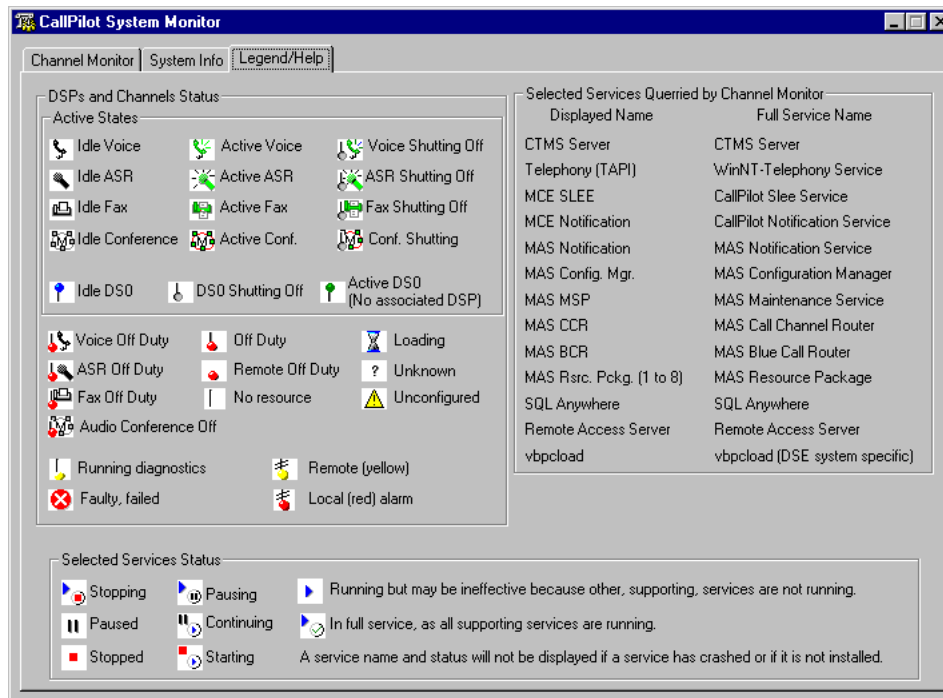 CallPilot System Monitor
Channel Monitor System Info Legend/Help
DSPs and Channels Status
Active States
Idle Voice Active Voice Voice Shutting Off
Idle ASR Active ASR ASR Shutting Off
Idle Fax Active Fax Fax Shutting Off
Idle Conference Active Conf. Conf. Shutting
Idle DS0 DS0 Shutting Off Active DS0
(No associated DSP)
Voice Off Duty Off Duty Loading
ASR Off Duty Remote Off Duty ? Unknown
Fax Off Duty No resource Unconfigured
Audio Conference Off
Running diagnostics Remote (yellow)
Faulty, failed Local (red) alarm
Selected Services Querried by Channel Monitor
Displayed Name Full Service Name
CTMS Server CTMS Server
Telephony (TAPI) WinNT-Telephony Service
MCE SLEE CallPilot Slee Service
MCE Notification CallPilot Notification Service
MAS Notification MAS Notification Service
MAS Config. Mgr. MAS Configuration Manager
MAS MSP MAS Maintenance Service
MAS CCR MAS Call Channel Router
MAS BCR MAS Blue Call Router
MAS Rsrc. Pckg. (1 to 8) MAS Resource Package
SQL Anywhere SQL Anywhere
Remote Access Server Remote Access Server
vbpcload vbpcload (DSE system specific)
Selected Services Status
Stopping Pausing Running but may be ineffective because other, supporting, services are not running.
Paused Continuing In full service, as all supporting services are running.
Stopped Starting A service name and status will not be displayed if a service has crashed or if it is not installed.